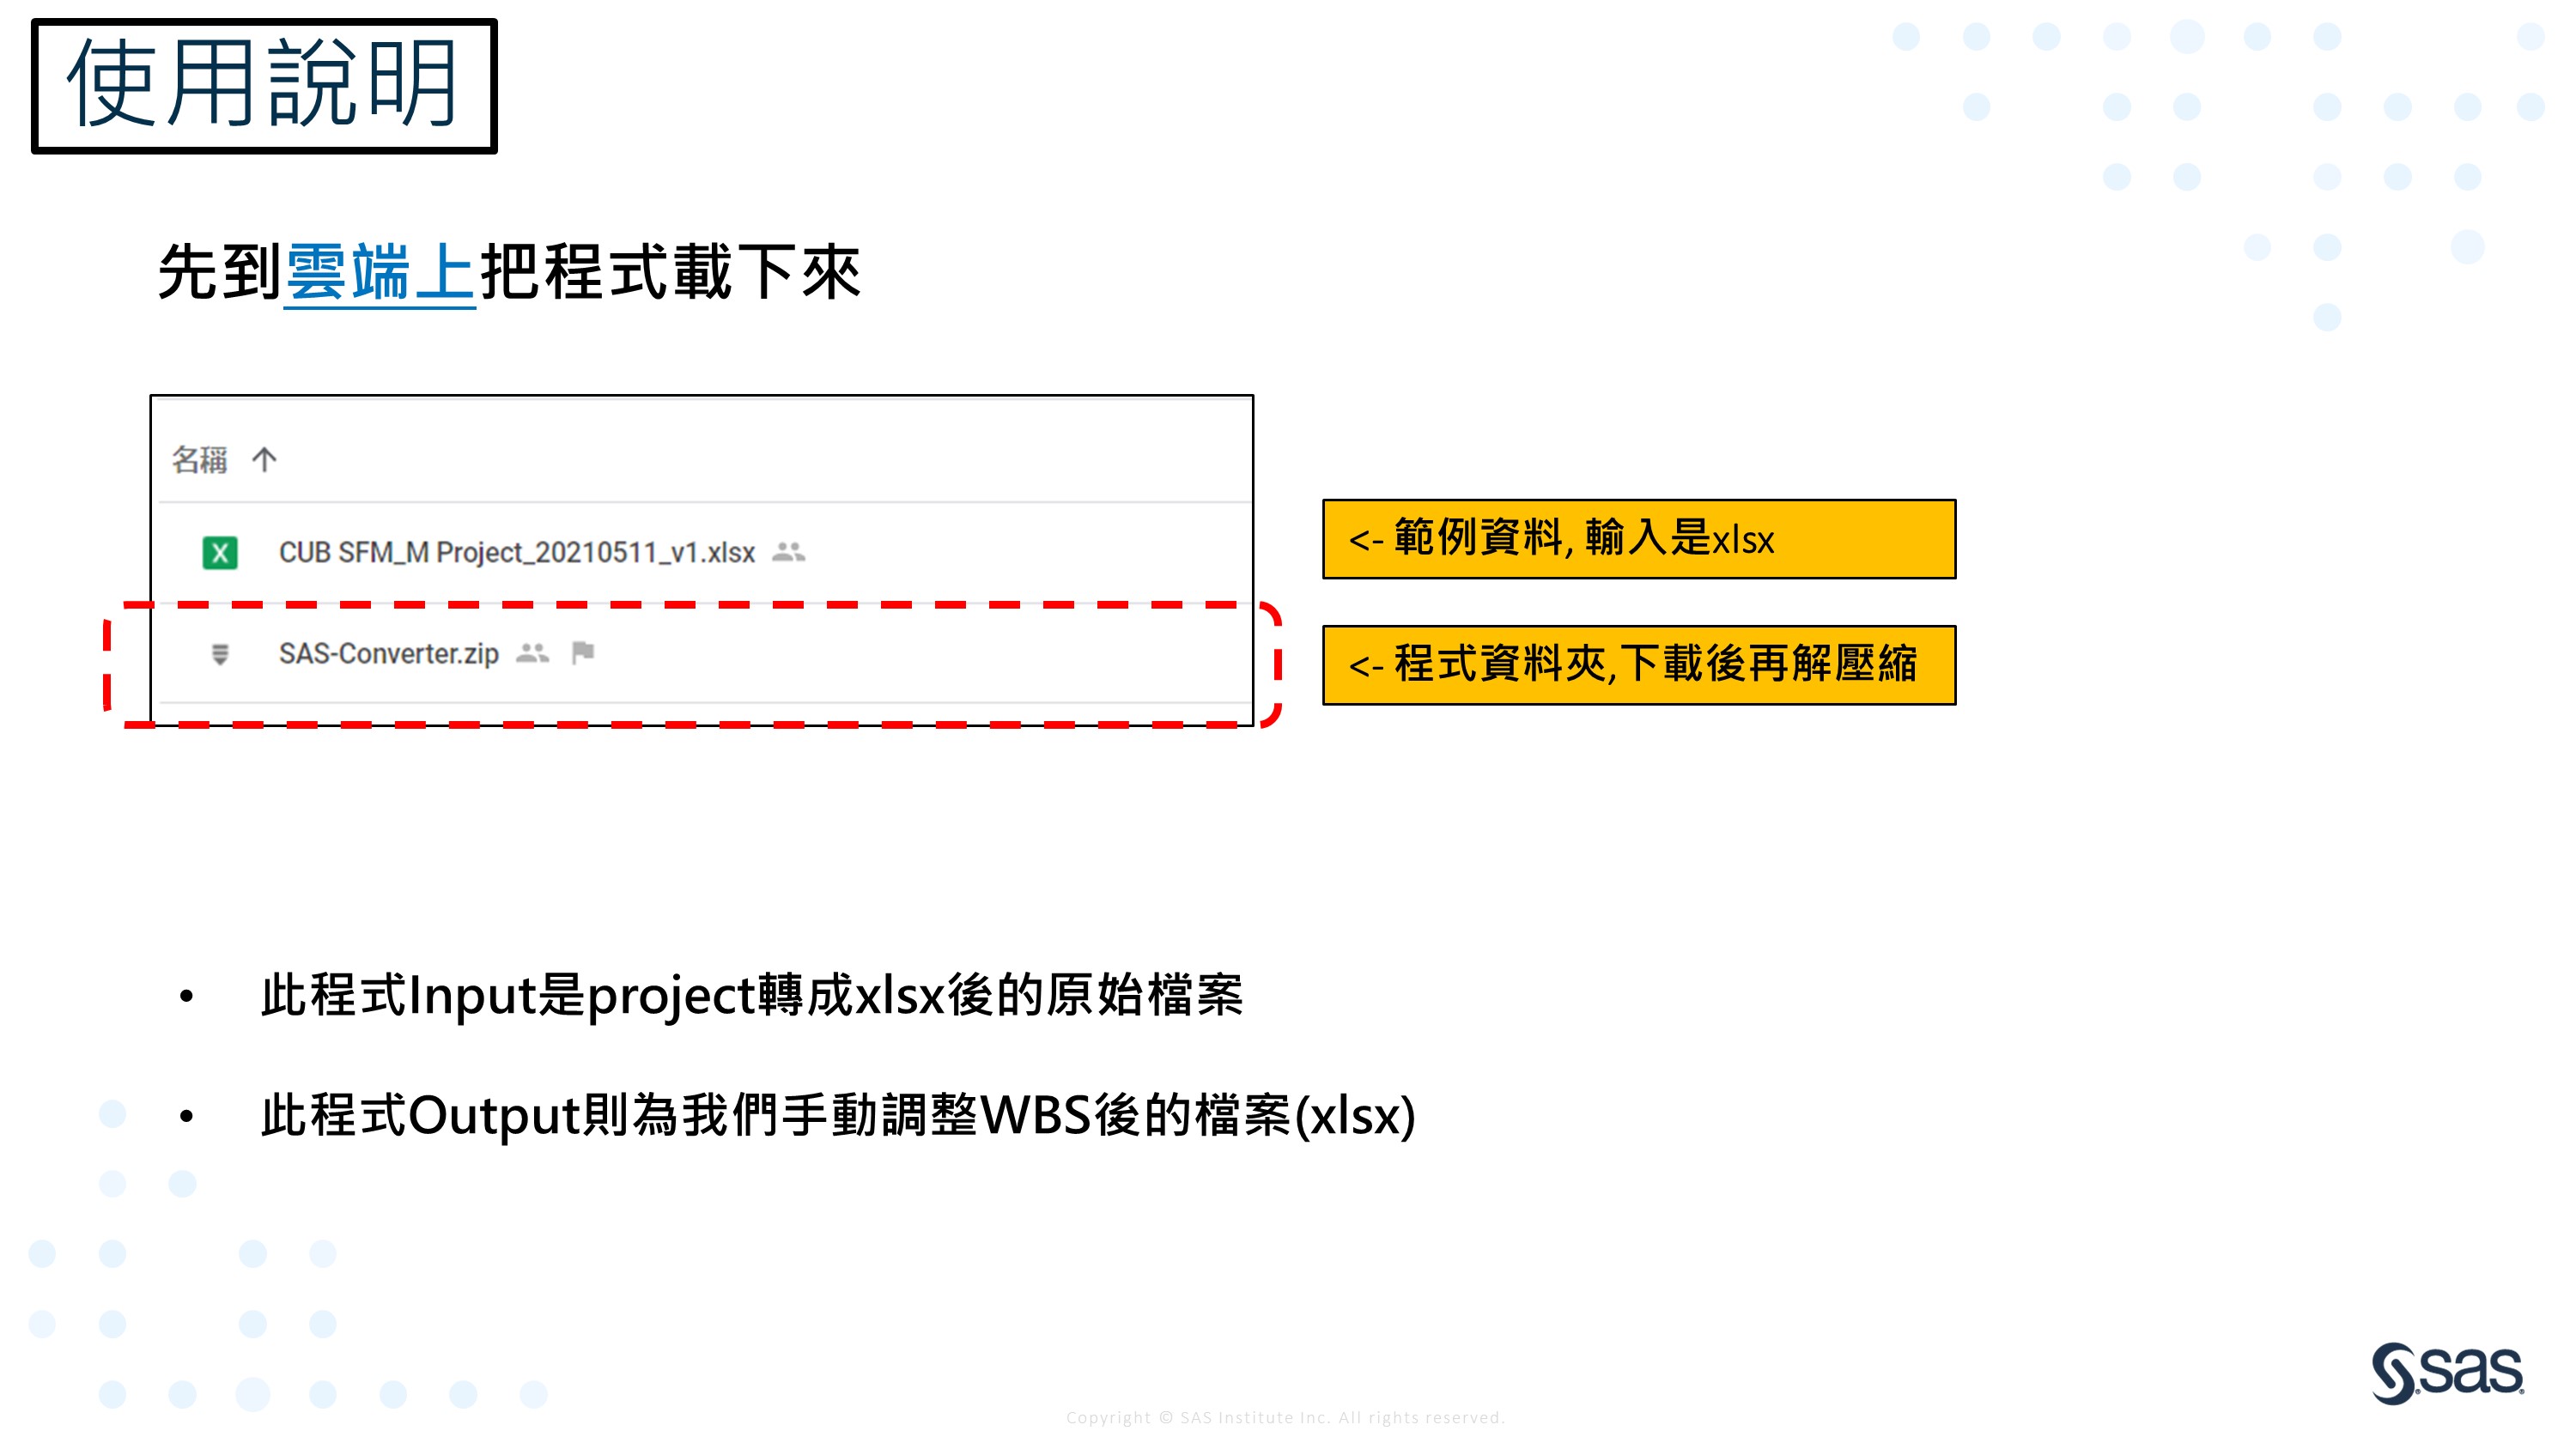 使用說明
先到雲端上把程式載下來
名稱 ↑
CUB SFM_M Project_20210511_v1.xlsx
<- 範例資料, 輸入是xlsx
SAS-Converter.zip
<- 程式資料夾,下載後再解壓縮
• 此程式Input是project轉成xlsx後的原始檔案
• 此程式Output則為我們手動調整WBS後的檔案(xlsx)
sas
Copyright © SAS Institute Inc. All rights reserved.